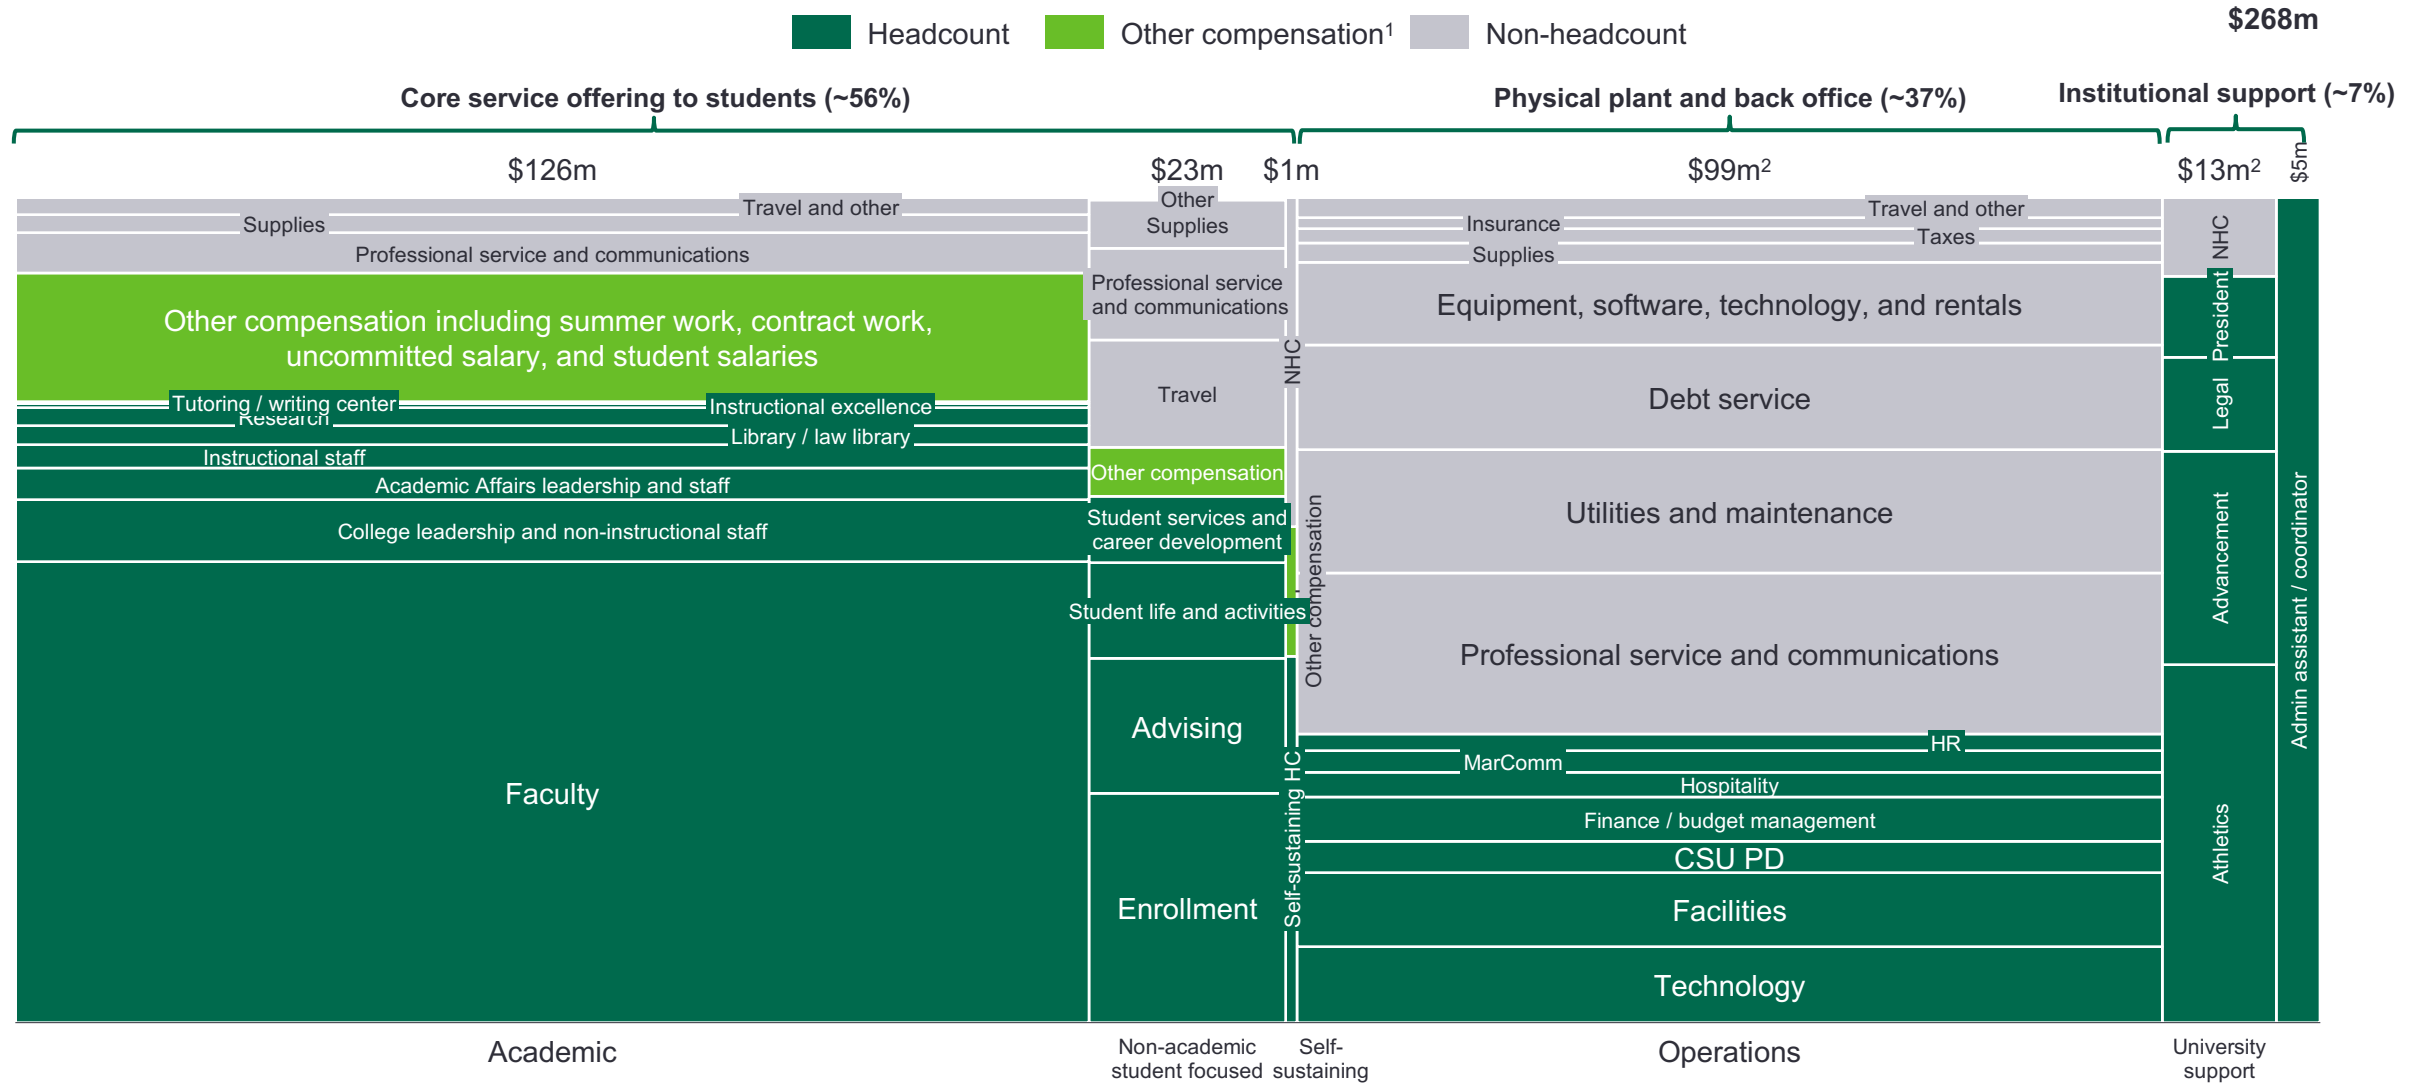 $268m
Headcount
Other compensation¹
Non-headcount
Core service offering to students (~56%)
Physical plant and back office (~37%)
Institutional support (~7%)
$126m
$23m
$1m
$99m²
$13m²
$5m
Travel and other
Supplies
Professional service and communications
Other compensation including summer work, contract work,
uncommitted salary, and student salaries
Tutoring / writing center
Instructional excellence
Research
Library / law library
Instructional staff
Academic Affairs leadership and staff
College leadership and non-instructional staff
Faculty
Other
Supplies
Professional service
and communications
Travel
Other compensation
Student services and
career development
Student life and activities
Advising
Enrollment
NHC
Other compensation
Self-sustaining HC
Travel and other
Insurance
Taxes
Supplies
Equipment, software, technology, and rentals
Debt service
Utilities and maintenance
Professional service and communications
HR
MarComm
Hospitality
Finance / budget management
CSU PD
Facilities
Technology
NHC
President
Legal
Advancement
Athletics
Admin assistant / coordinator
Academic
Non-academic
student focused
Self-
sustaining
Operations
University
support